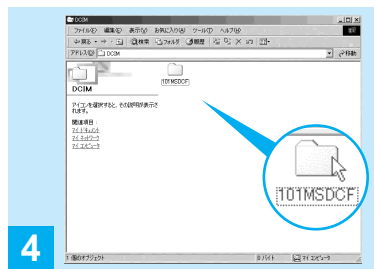 DCIM
ファイル(F) 編集(E) 表示(V) お気に入り(A) ツール(T) ヘルプ(H)
戻る 検索 フォルダ 履歴
アドレス(D) DCIM 移動
101MSDCF
DCIM
アイコンを選択すると、その説明が表示さ
れます。
関連項目:
マイ ドキュメント
マイ ネットワーク
マイ コンピュータ
101MSDCF
4
1 個のオブジェクト 0 バイト マイ コンピュータ